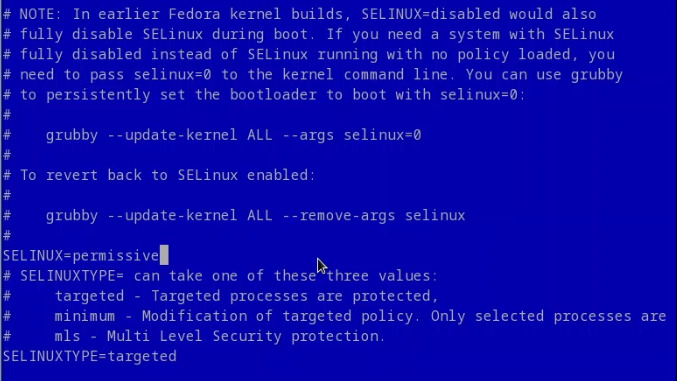 # NOTE: In earlier Fedora kernel builds, SELINUX=disabled would also
# fully disable SELinux during boot. If you need a system with SELinux
# fully disabled instead of SELinux running with no policy loaded, you
# need to pass selinux=0 to the kernel command line. You can use grubby
# to persistently set the bootloader to boot with selinux=0:
#
#    grubby --update-kernel ALL --args selinux=0
#
# To revert back to SELinux enabled:
#
#    grubby --update-kernel ALL --remove-args selinux
#
SELINUX=permissive
# SELINUXTYPE= can take one of these three values:
#     targeted - Targeted processes are protected,
#     minimum - Modification of targeted policy. Only selected processes are
#     mls - Multi Level Security protection.
SELINUXTYPE=targeted